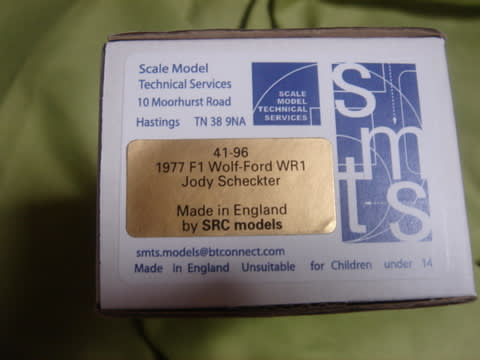 Scale Model
Technical Services
10 Moorhurst Road
Hastings TN 38 9NA
SCALE
MODEL
TECHNICAL
SERVICES
smts
41-96
1977 F1 Wolf-Ford WR1
Jody Scheckter
Made in England
by SRC models
smts.models@btconnect.com
Made in England Unsuitable for Children under 14